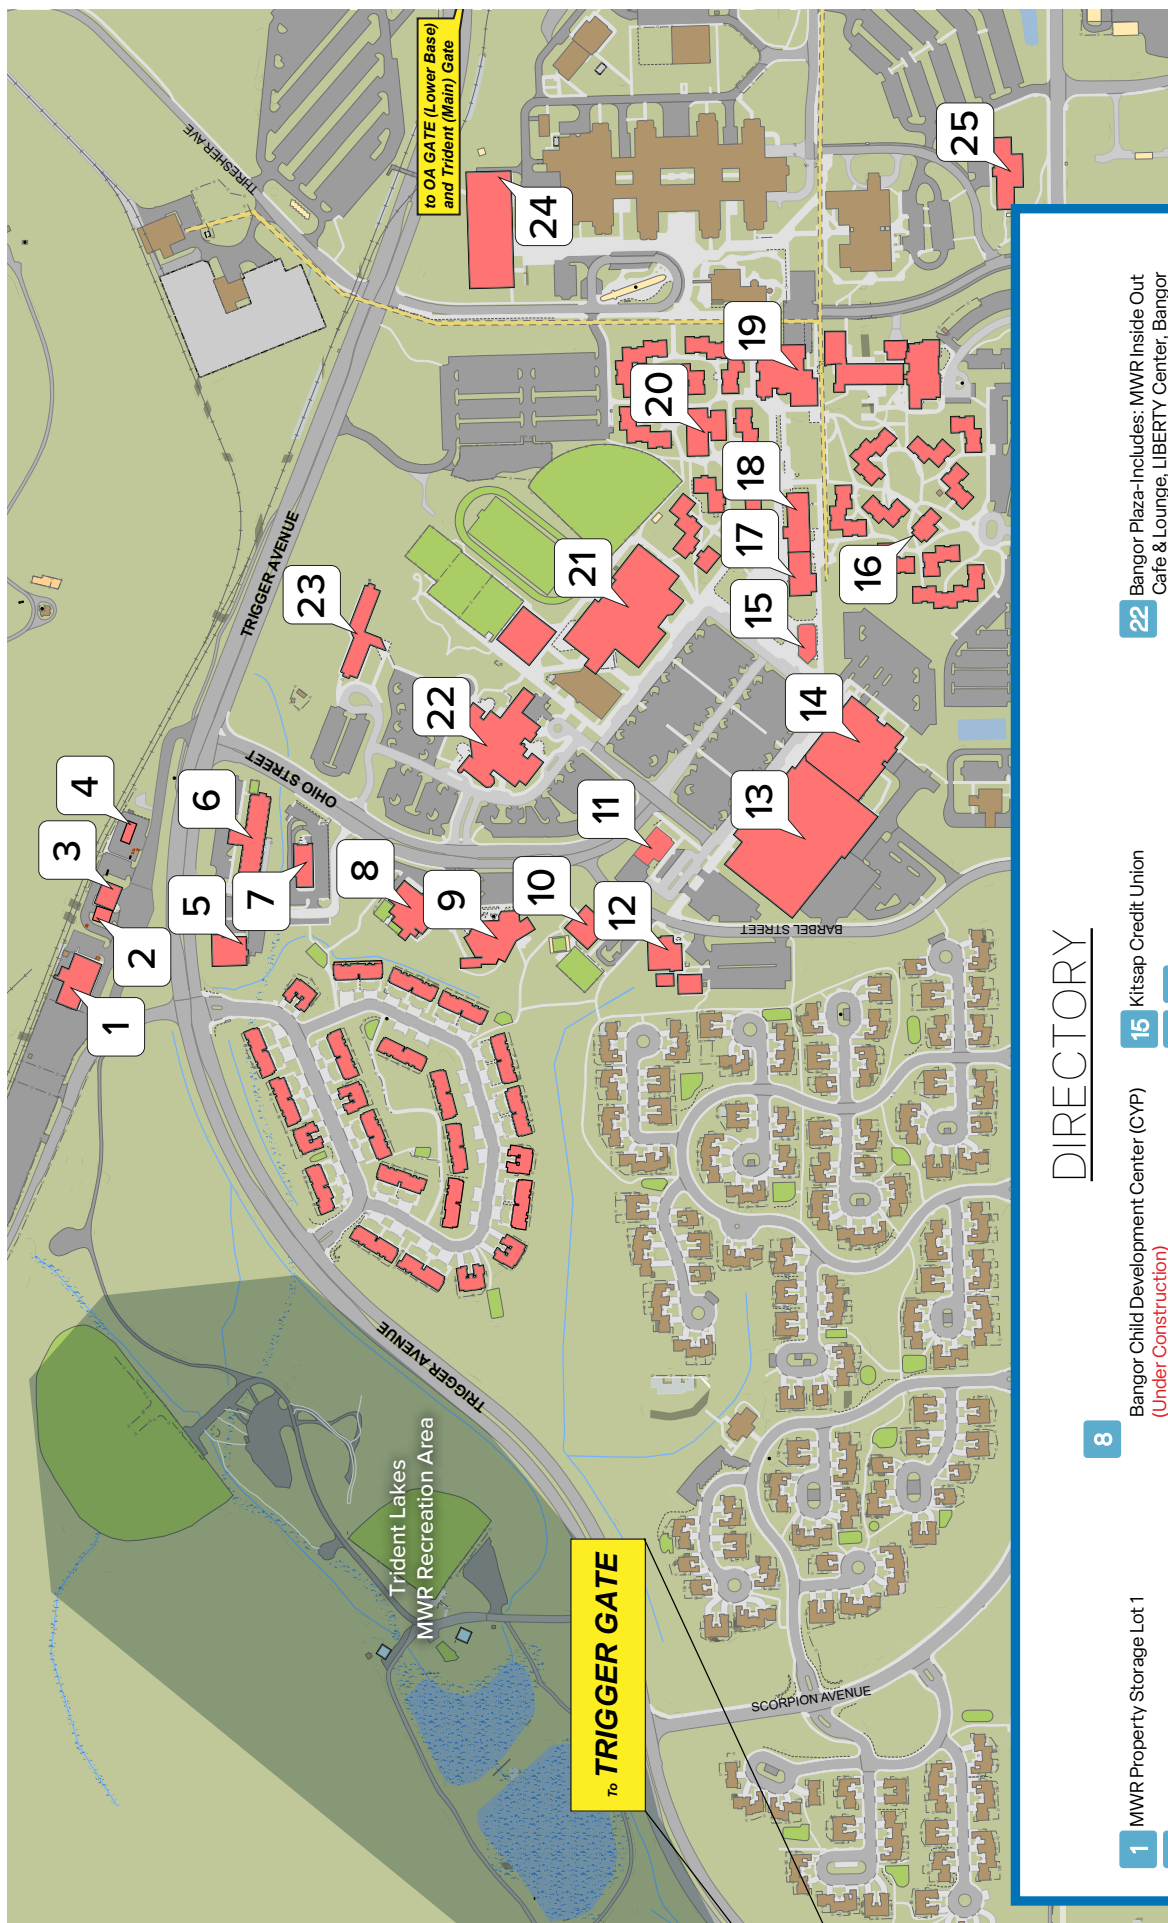 to OA GATE (Lower Base)
and Trident (Main) Gate
THRESHER AVE
TRIGGER AVENUE
OHIO STREET
BARBEL STREET
TRIGGER AVENUE
SCORPION AVENUE
Trident Lakes
MWR Recreation Area
To TRIGGER GATE
1
2
3
4
5
6
7
8
9
10
11
12
13
14
15
16
17
18
19
20
21
22
23
24
25
DIRECTORY
1 MWR Property Storage Lot 1
8 Bangor Child Development Center (CYP)
(Under Construction)
15 Kitsap Credit Union
22 Bangor Plaza-Includes: MWR Inside Out
Cafe & Lounge, LIBERTY Center, Bangor